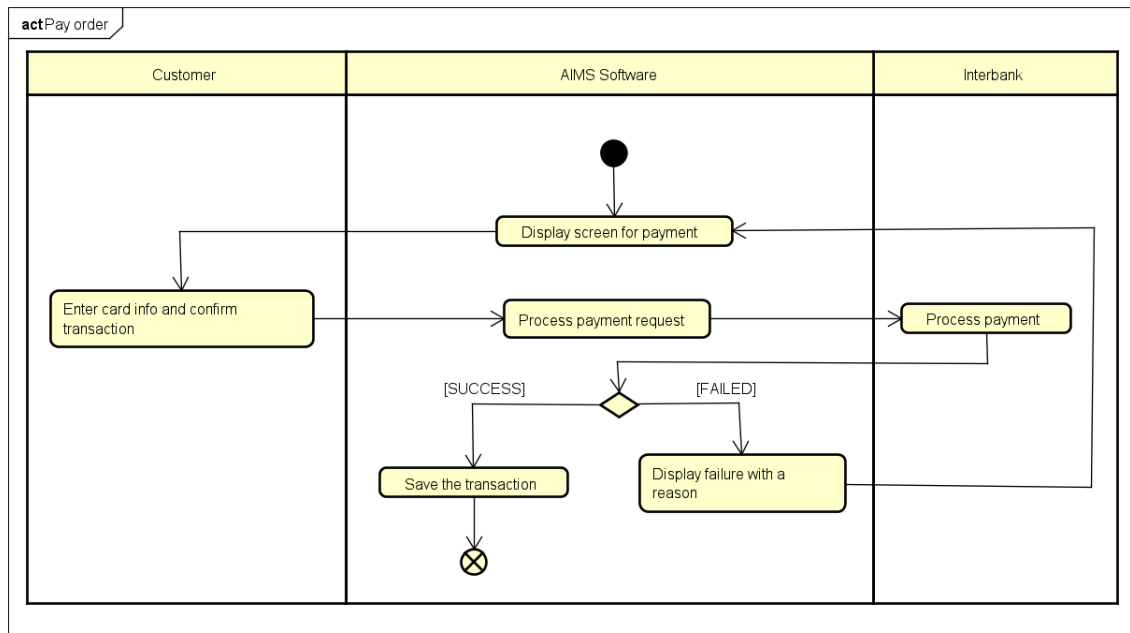 act Pay order
Customer
AIMS Software
Interbank
Display screen for payment
Enter card info and confirm
transaction
Process payment request
Process payment
[SUCCESS]
[FAILED]
Save the transaction
Display failure with a
reason